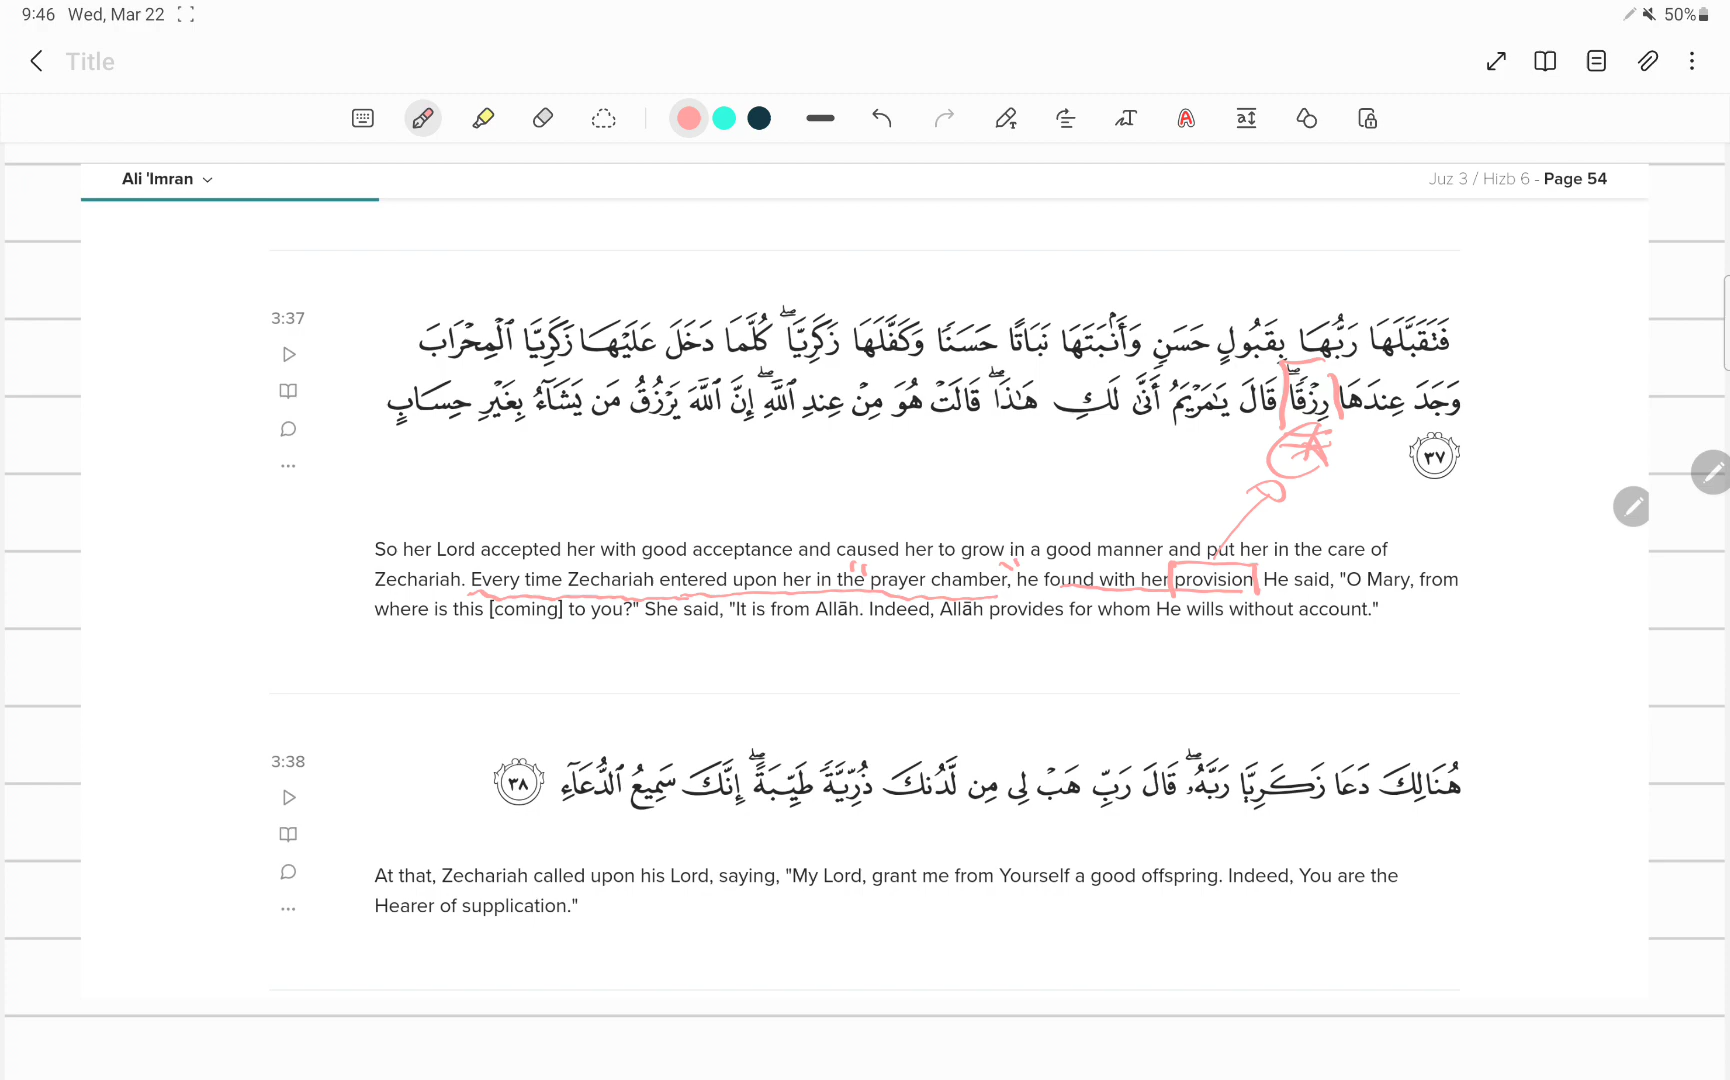 9:46 Wed, Mar 22
50%
Title
Ali 'Imran
Juz 3 / Hizb 6 - Page 54
3:37
فَتَقَبَّلَهَا رَبُّهَا بِقَبُولٍ حَسَنٍ وَأَنۢبَتَهَا نَبَاتًا حَسَنًا وَكَفَّلَهَا زَكَرِيَّا ۖ كُلَّمَا دَخَلَ عَلَيْهَا زَكَرِيَّا ٱلْمِحْرَابَ
وَجَدَ عِندَهَا رِزْقًا ۖ قَالَ يَـٰمَرْيَمُ أَنَّىٰ لَكِ هَـٰذَا ۖ قَالَتْ هُوَ مِنْ عِندِ ٱللَّهِ ۖ إِنَّ ٱللَّهَ يَرْزُقُ مَن يَشَآءُ بِغَيْرِ حِسَابٍ
٣٧
So her Lord accepted her with good acceptance and caused her to grow in a good manner and put her in the care of
Zechariah. Every time Zechariah entered upon her in the prayer chamber, he found with her provision. He said, "O Mary, from
where is this [coming] to you?" She said, "It is from Allāh. Indeed, Allāh provides for whom He wills without account."
3:38
هُنَالِكَ دَعَا زَكَرِيَّا رَبَّهُۥ ۖ قَالَ رَبِّ هَبْ لِى مِن لَّدُنكَ ذُرِّيَّةً طَيِّبَةً ۖ إِنَّكَ سَمِيعُ ٱلدُّعَآءِ ٣٨
At that, Zechariah called upon his Lord, saying, "My Lord, grant me from Yourself a good offspring. Indeed, You are the
Hearer of supplication."